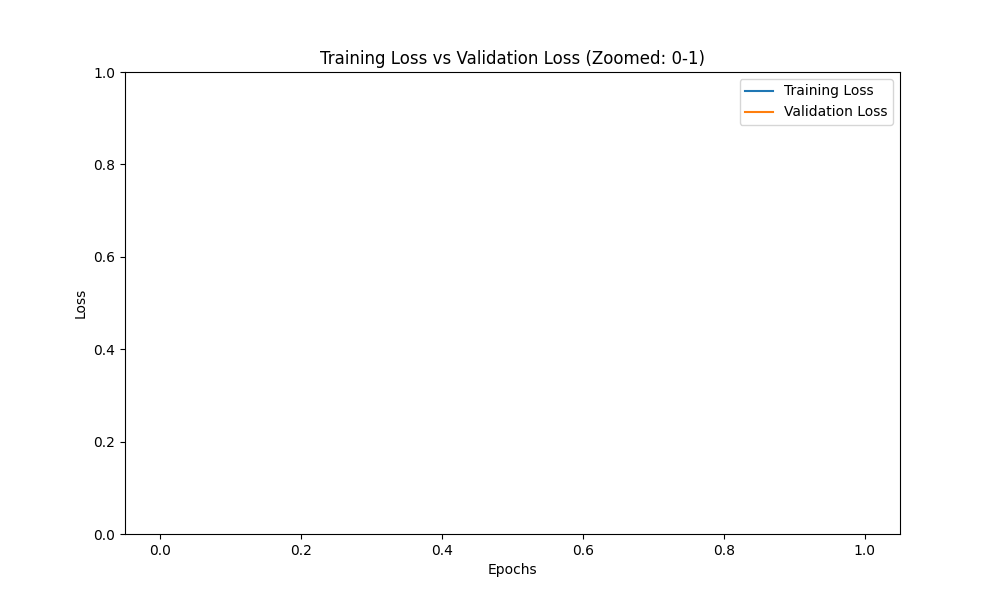 Training Loss vs Validation Loss (Zoomed: 0-1)
Training Loss
Validation Loss
1.0
0.8
0.6
0.4
0.2
0.0
Loss
0.0 0.2 0.4 0.6 0.8 1.0
Epochs